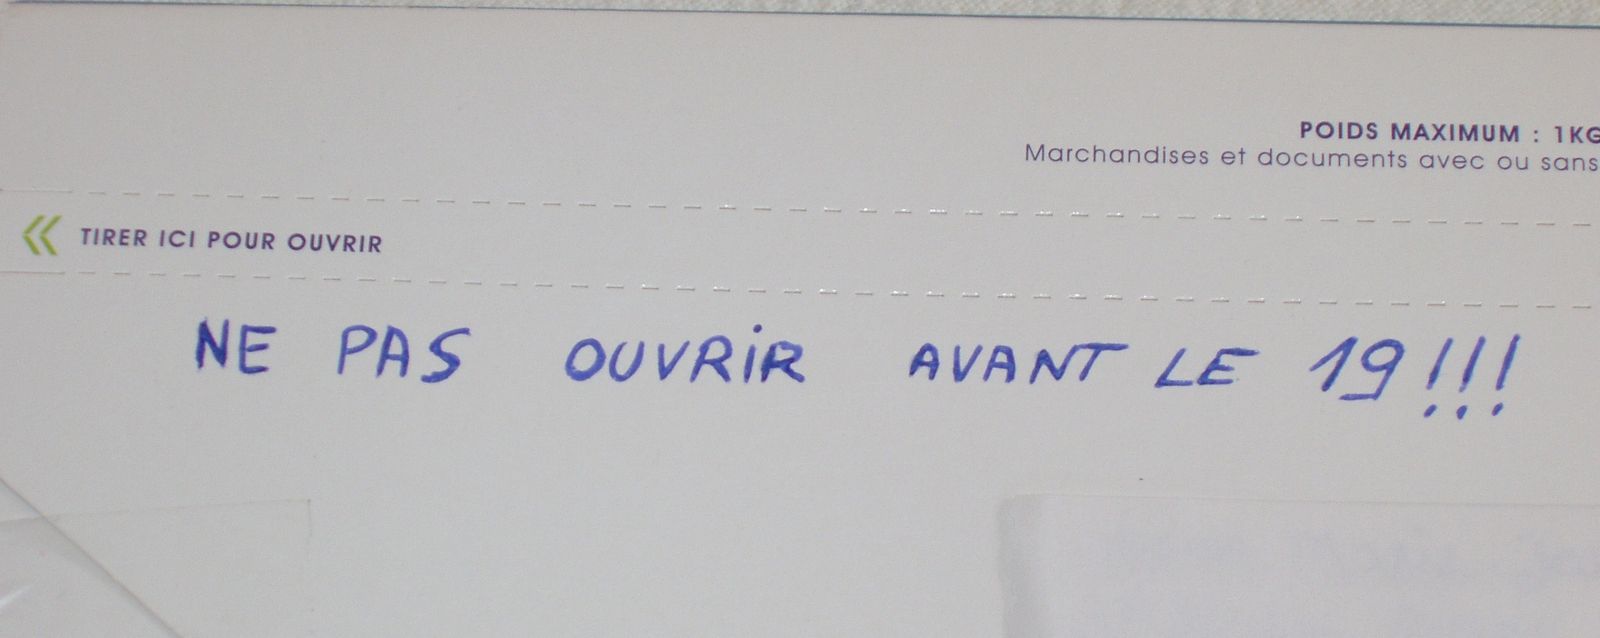 POIDS MAXIMUM : 1KG
Marchandises et documents avec ou sans
TIRER ICI POUR OUVRIR
NE PAS OUVRiR AVANT LE 19!!!